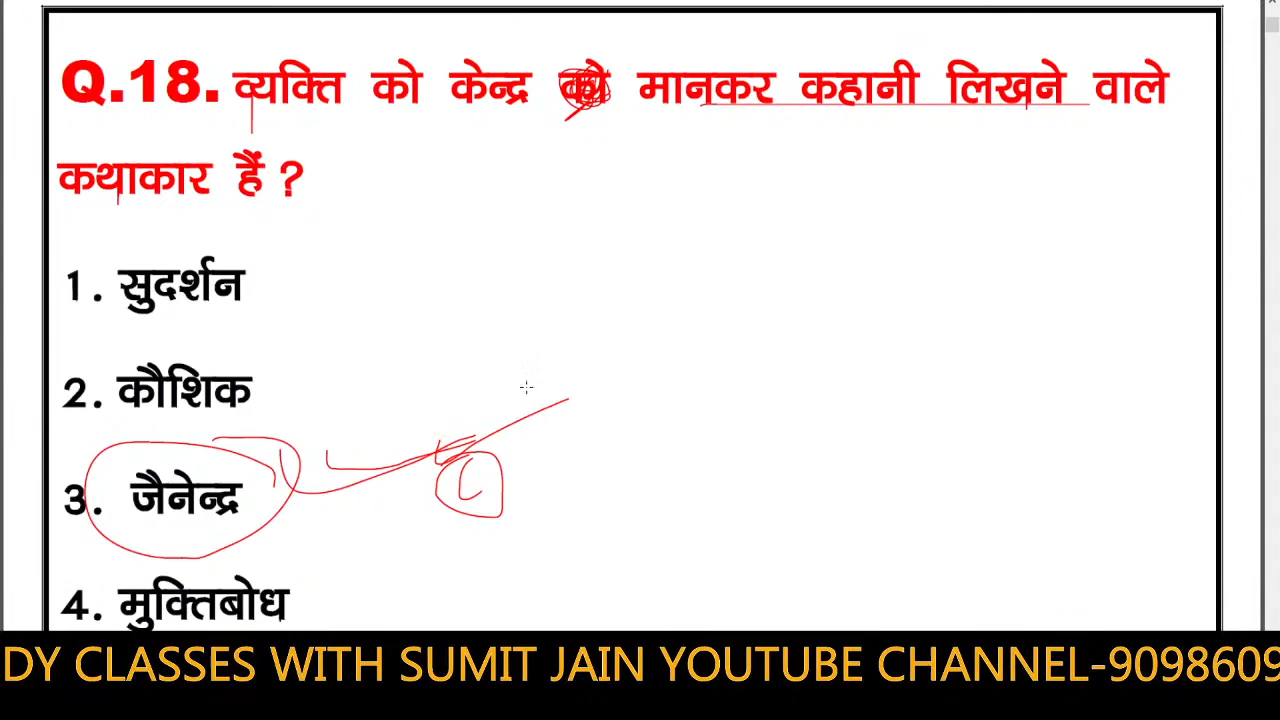 Q.18. व्यक्ति को केन्द्र मानकर कहानी लिखने वाले
कथाकार हैं ?
1. सुदर्शन
2. कौशिक
3. जैनेन्द्र
4. मुक्तिबोध
DY CLASSES WITH SUMIT JAIN YOUTUBE CHANNEL-9098609